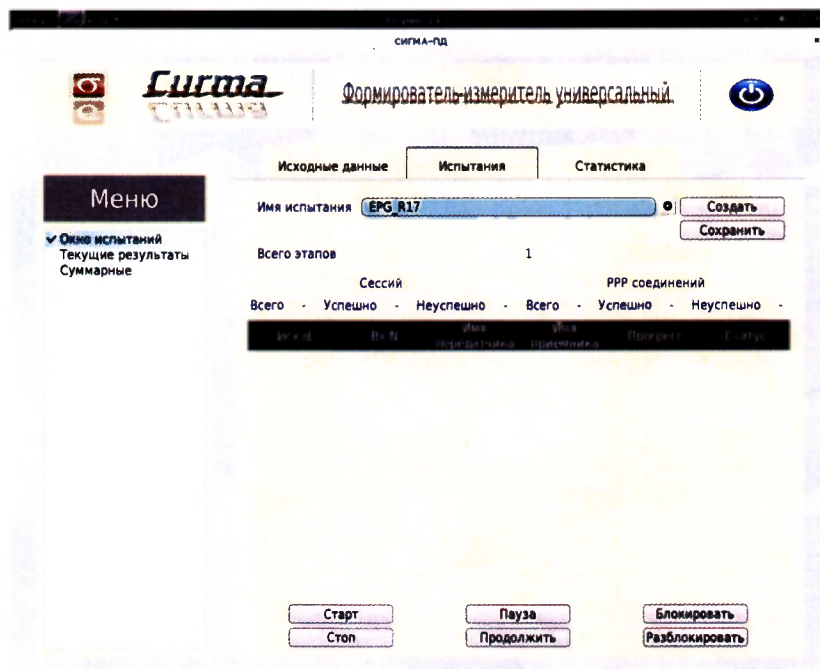 СИГМА-ПД
Сигма
Формирователь-измеритель универсальный
Исходные данные Испытания Статистика
Меню
Имя испытания EPG_R17 Создать
Сохранить
Окно испытаний
Текущие результаты
Суммарные
Всего этапов 1
Сессий PPP соединений
Всего - Успешно - Неуспешно - Всего - Успешно - Неуспешно -
Имя Имя
передатчика приемника Прогресс Статус
Старт Пауза Блокировать
Стоп Продолжить Разблокировать